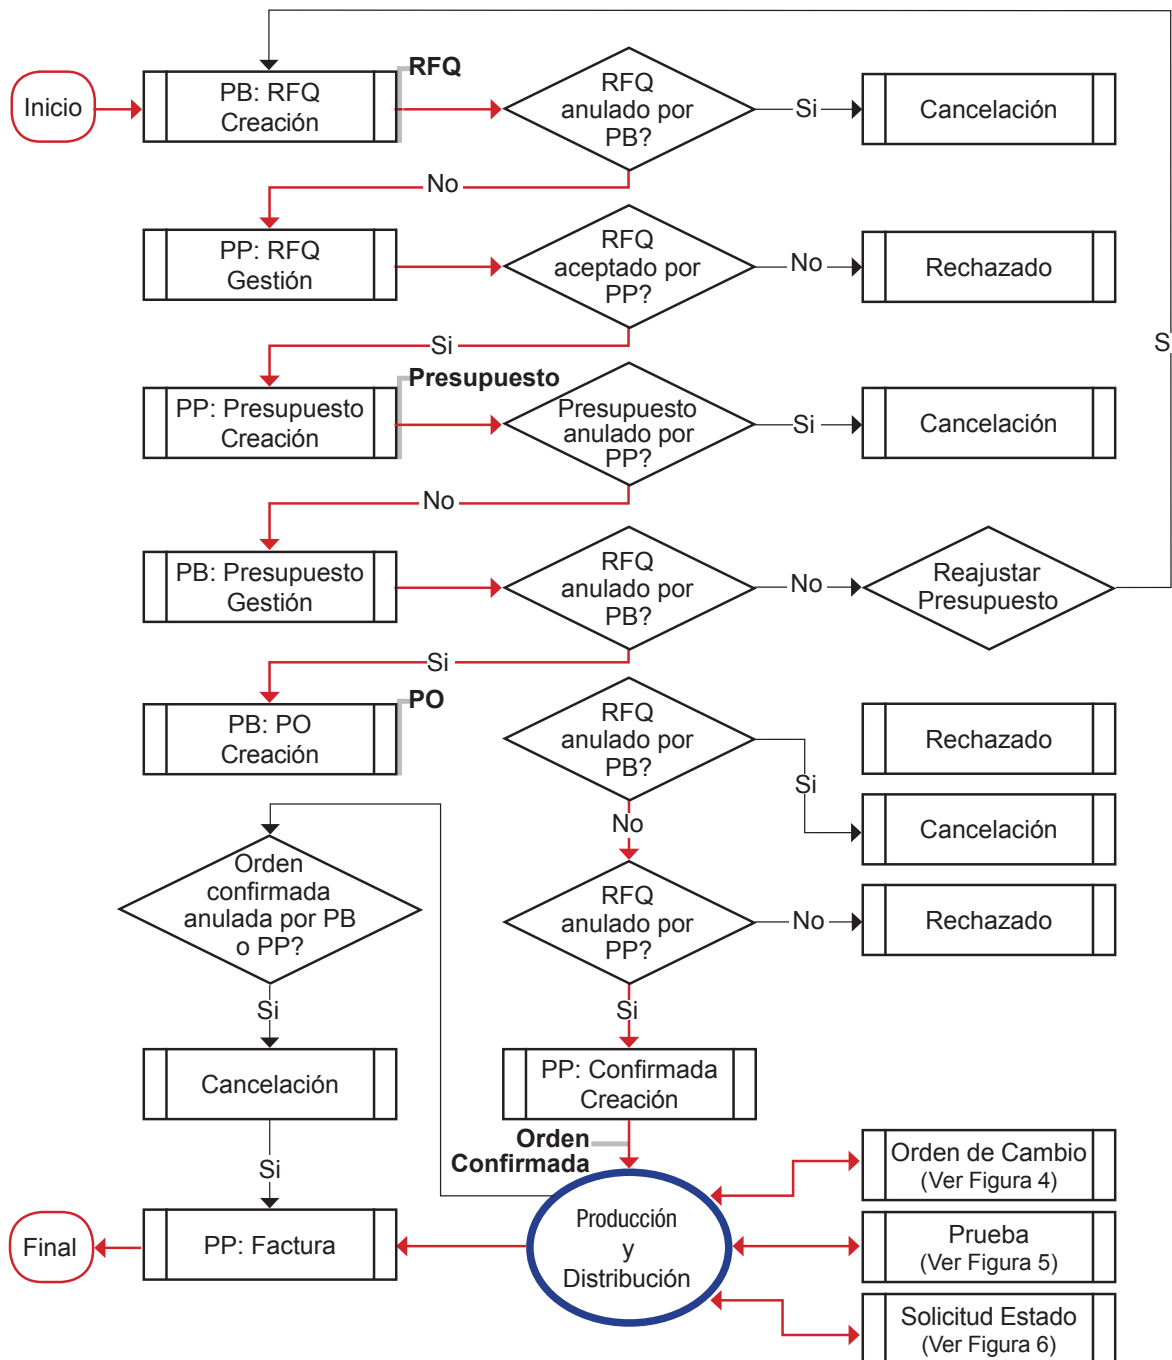 Inicio
PB: RFQ
Creación
RFQ
RFQ
anulado por
PB?
Si
Cancelación
No
PP: RFQ
Gestión
RFQ
aceptado por
PP?
No
Rechazado
Si
S
PP: Presupuesto
Creación
Presupuesto
Presupuesto
anulado por
PP?
Si
Cancelación
No
PB: Presupuesto
Gestión
RFQ
anulado por
PB?
No
Reajustar
Presupuesto
Si
PB: PO
Creación
PO
RFQ
anulado por
PB?
Rechazado
Si
Cancelación
No
Orden
confirmada
anulada por PB
o PP?
RFQ
anulado por
PP?
No
Rechazado
Si
Si
Cancelación
PP: Confirmada
Creación
Orden
Confirmada
Si
Orden de Cambio
(Ver Figura 4)
Final
PP: Factura
Producción
y
Distribución
Prueba
(Ver Figura 5)
Solicitud Estado
(Ver Figura 6)